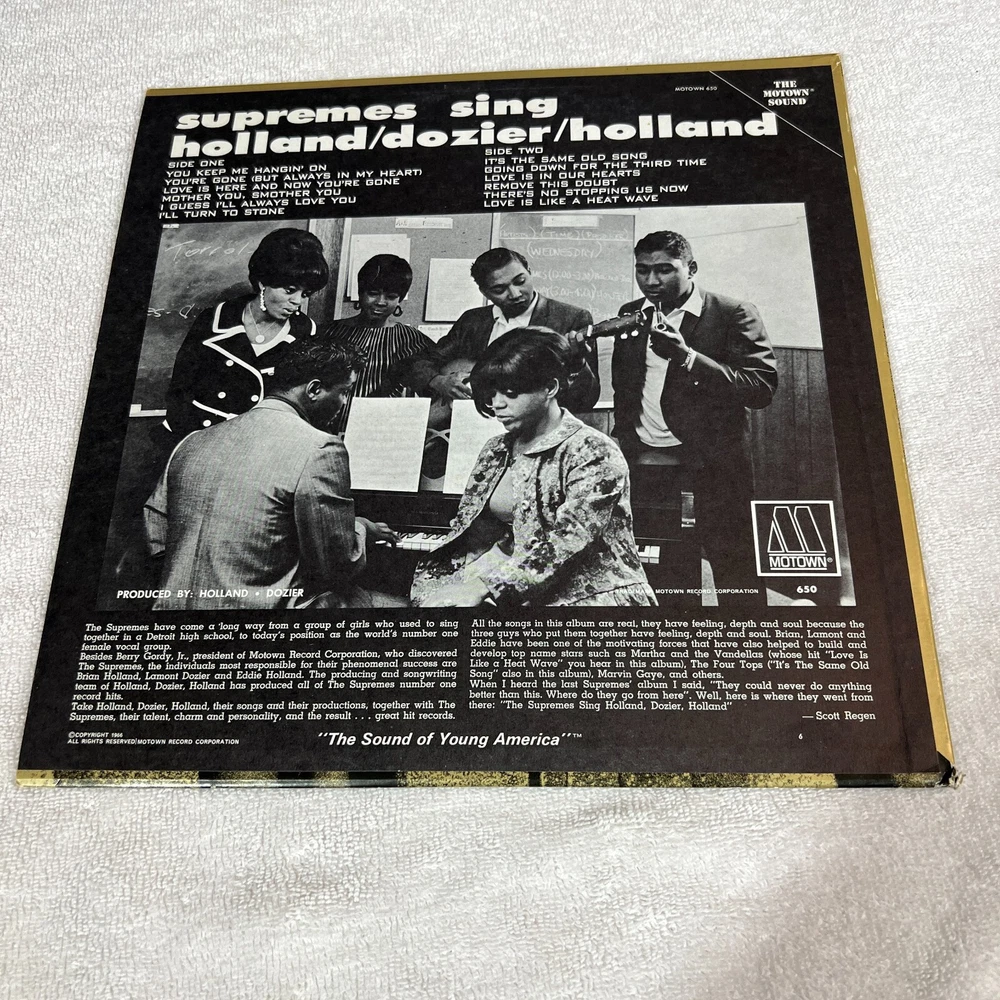 MOTOWN 650
THE
MOTOWN®
SOUND
supremes sing
holland/dozier/holland
SIDE ONE
YOU KEEP ME HANGIN' ON
YOU'RE GONE (BUT ALWAYS IN MY HEART)
LOVE IS HERE AND NOW YOU'RE GONE
MOTHER YOU, SMOTHER YOU
I GUESS I'LL ALWAYS LOVE YOU
I'LL TURN TO STONE
SIDE TWO
IT'S THE SAME OLD SONG
GOING DOWN FOR THE THIRD TIME
LOVE IS IN OUR HEARTS
REMOVE THIS DOUBT
THERE'S NO STOPPING US NOW
LOVE IS LIKE A HEAT WAVE
(WEDNESDAY)
MOTOWN®
650
PRODUCED BY: HOLLAND • DOZIER
MOTOWN RECORD CORPORATION
The Supremes have come a long way from a group of girls who used to sing
together in a Detroit high school, to today's position as the world's number one
female vocal group.
Besides Berry Gordy, Jr., president of Motown Record Corporation, who discovered
The Supremes, the individuals most responsible for their phenomenal success are
Brian Holland, Lamont Dozier and Eddie Holland. The producing and songwriting
team of Holland, Dozier, Holland has produced all of The Supremes number one
record hits.
Take Holland, Dozier, Holland, their songs and their productions, together with The
Supremes, their talent, charm and personality, and the result . . . great hit records.
All the songs in this album are real, they have feeling, depth and soul because the
three guys who put them together have feeling, depth and soul. Brian, Lamont and
Eddie have been one of the motivating forces that have also helped to build and
develop top name stars such as Martha and the Vandellas (whose hit "Love Is
Like a Heat Wave" you hear in this album), The Four Tops ("It's The Same Old
Song" also in this album), Marvin Gaye, and others.
When I heard the last Supremes' album I said, "They could never do anything
better than this. Where do they go from here". Well, here is where they went from
there: "The Supremes Sing Holland, Dozier, Holland"
— Scott Regen
©COPYRIGHT 1966
ALL RIGHTS RESERVED/MOTOWN RECORD CORPORATION
"The Sound of Young America"™
6